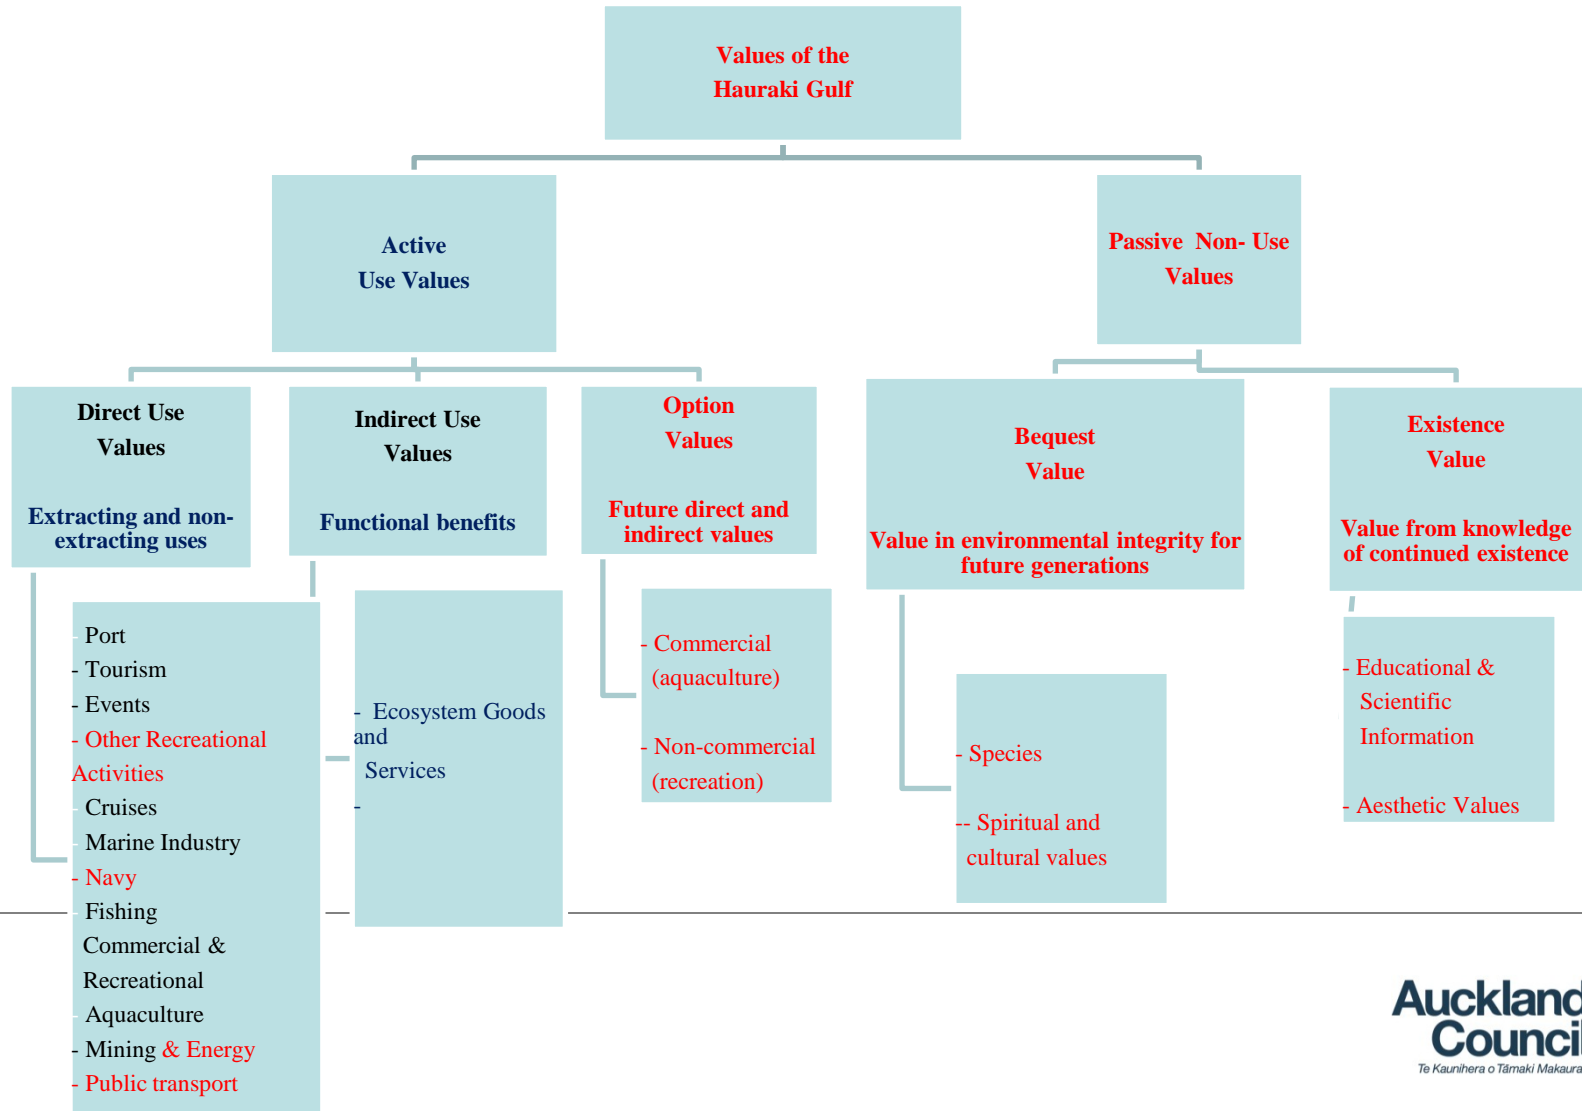 Values of the
Hauraki Gulf
Active
Use Values
Passive Non- Use
Values
Direct Use
Values
Extracting and non-
extracting uses
Indirect Use
Values
Functional benefits
Option
Values
Future direct and
indirect values
Bequest
Value
Value in environmental integrity for
future generations
Existence
Value
Value from knowledge
of continued existence
- Port
- Tourism
- Events
- Other Recreational
Activities
- Cruises
- Marine Industry
- Navy
- Fishing
Commercial &
Recreational
- Aquaculture
- Mining & Energy
- Public transport
- Ecosystem Goods
and
Services
-
- Commercial
(aquaculture)
- Non-commercial
(recreation)
- Species
-- Spiritual and
cultural values
- Educational &
Scientific
Information
- Aesthetic Values
Auckland
Council
Te Kaunihera o Tāmaki Makaurau